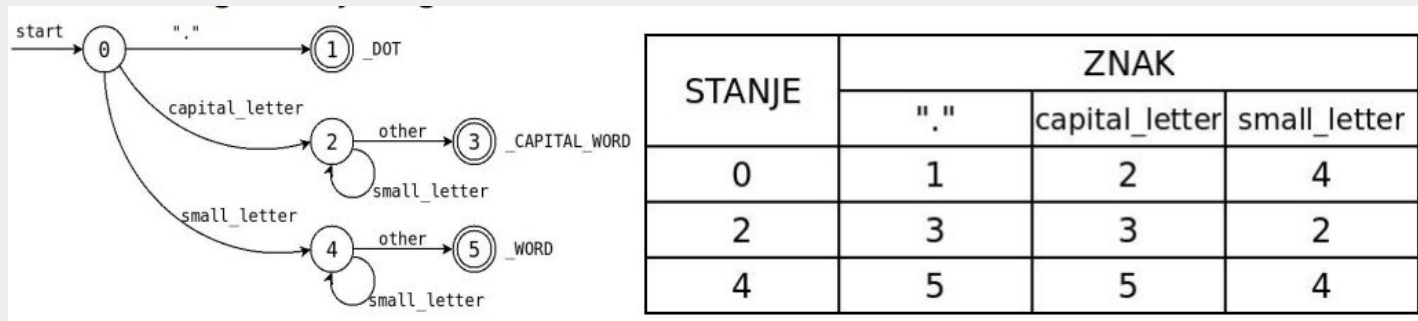 start
"."
0
1
_DOT
capital_letter
2
other
3
_CAPITAL_WORD
small_letter
small_letter
4
other
5
_WORD
small_letter
STANJE ZNAK
"." capital_letter small_letter
0 1 2 4
2 3 3 2
4 5 5 4